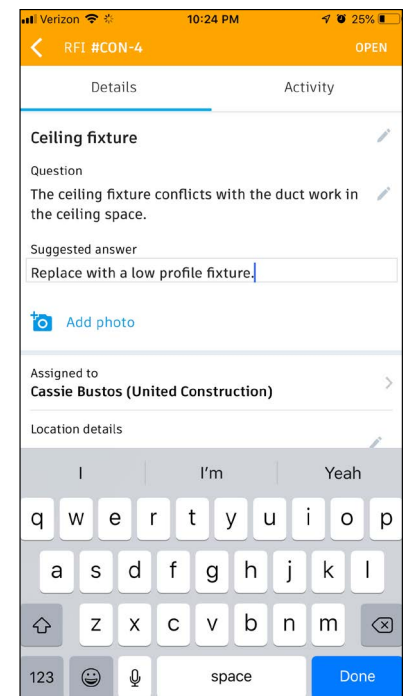 Verizon 10:24 PM 25%
RFI #CON-4 OPEN
Details Activity
Ceiling fixture
Question
The ceiling fixture conflicts with the duct work in
the ceiling space.
Suggested answer
Replace with a low profile fixture.
Add photo
Assigned to
Cassie Bustos (United Construction)
Location details
I I'm Yeah
q w e r t y u i o p
a s d f g h j k l
z x c v b n m
123 space Done